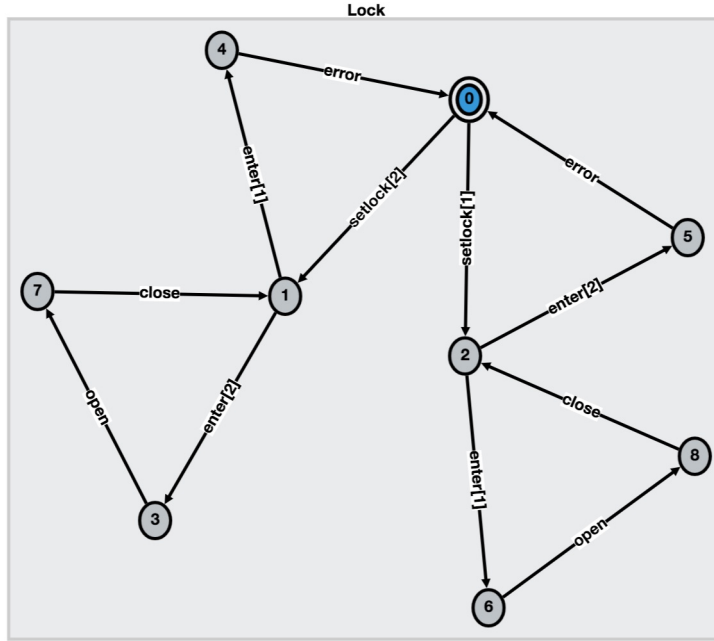 Lock
4
error
0
enter[1]
setlock[2]
setlock[1]
error
5
7
close
1
enter[2]
2
open
enter[2]
close
8
enter[1]
3
open
6